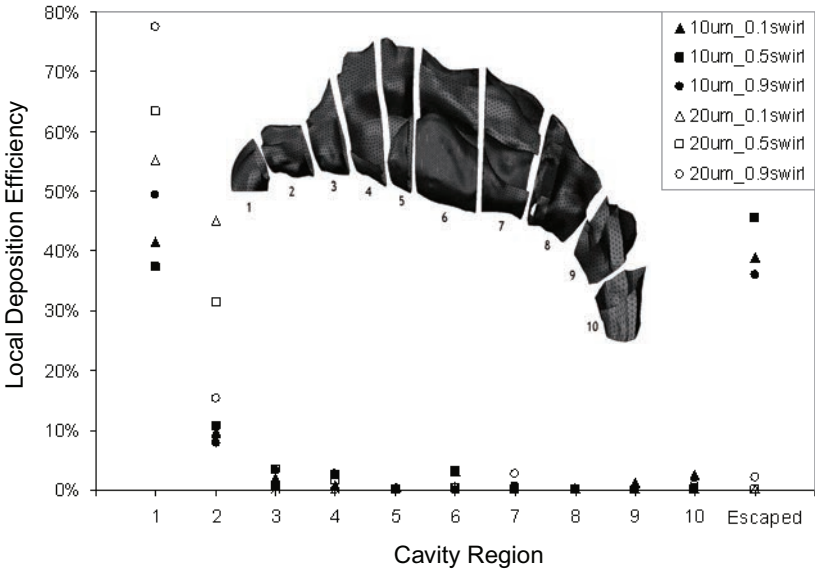 80%
70%
60%
50%
40%
30%
20%
10%
0%
Local Deposition Efficiency
10um_0.1swirl
10um_0.5swirl
10um_0.9swirl
20um_0.1swirl
20um_0.5swirl
20um_0.9swirl
1
2
3
4
5
6
7
8
9
10
1 2 3 4 5 6 7 8 9 10 Escaped
Cavity Region